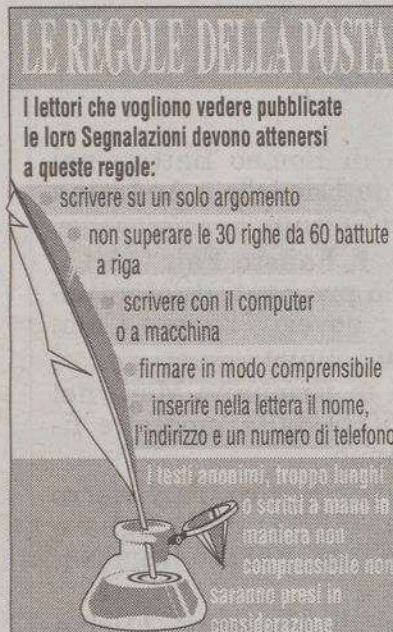 LE REGOLE DELLA POSTA
I lettori che vogliono vedere pubblicate
le loro Segnalazioni devono attenersi
a queste regole:
scrivere su un solo argomento
non superare le 30 righe da 60 battute
a riga
scrivere con il computer
o a macchina
firmare in modo comprensibile
inserire nella lettera il nome,
l'indirizzo e un numero di telefono
I testi anonimi, troppo lunghi
o scritti a mano in
maniera non
comprensibile non
saranno presi in
considerazione